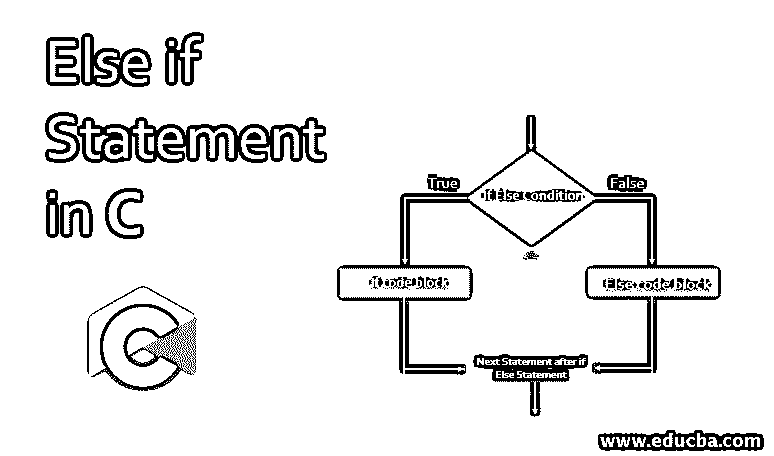 Else if
Statement
in C
True
If Else Condition
False
If code block
Else code block
Next Statement after if
Else Statement
C
www.educba.com